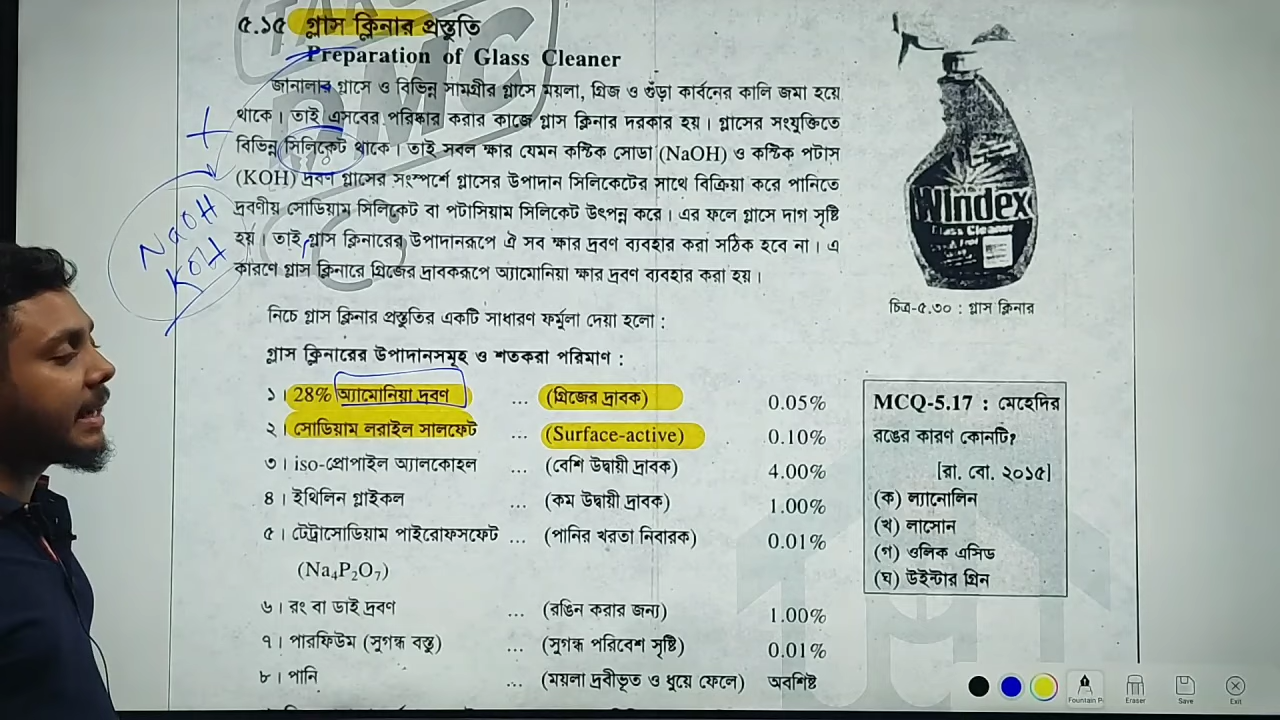 ৫.১৫ গ্লাস ক্লিনার প্রস্তুতি
Preparation of Glass Cleaner
জানালার গ্লাসে ও বিভিন্ন সামগ্রীর গ্লাসে ময়লা, গ্রিজ ও গুঁড়া কার্বনের কালি জমা হয়ে
থাকে। তাই এসবের পরিষ্কার করার কাজে গ্লাস ক্লিনার দরকার হয়। গ্লাসের সংযুক্তিতে
বিভিন্ন সিলিকেট থাকে। তাই সবল ক্ষার যেমন কস্টিক সোডা (NaOH) ও কস্টিক পটাস
(KOH) দ্রবণ গ্লাসের সংস্পর্শে গ্লাসের উপাদান সিলিকেটের সাথে বিক্রিয়া করে পানিতে
দ্রবণীয় সোডিয়াম সিলিকেট বা পটাসিয়াম সিলিকেট উৎপন্ন করে। এর ফলে গ্লাসে দাগ সৃষ্টি
হয়। তাই গ্লাস ক্লিনারের উপাদানরূপে ঐ সব ক্ষার দ্রবণ ব্যবহার করা সঠিক হবে না। এ
কারণে গ্লাস ক্লিনারে গ্রিজের দ্রাবকরূপে অ্যামোনিয়া ক্ষার দ্রবণ ব্যবহার করা হয়।
NaOH
KOH
Windex
Glass Cleaner
চিত্র-৫.৩০ : গ্লাস ক্লিনার
নিচে গ্লাস ক্লিনার প্রস্তুতির একটি সাধারণ ফর্মুলা দেয়া হলো :
গ্লাস ক্লিনারের উপাদানসমূহ ও শতকরা পরিমাণ :
১। 28% অ্যামোনিয়া দ্রবণ ... (গ্রিজের দ্রাবক) 0.05%
২। সোডিয়াম লরাইল সালফেট ... (Surface-active) 0.10%
৩। iso-প্রোপাইল অ্যালকোহল ... (বেশি উদ্বায়ী দ্রাবক) 4.00%
৪। ইথিলিন গ্লাইকল ... (কম উদ্বায়ী দ্রাবক) 1.00%
৫। টেট্রাসোডিয়াম পাইরোফসফেট ... (পানির খরতা নিবারক) 0.01%
(Na₄P₂O₇)
৬। রং বা ডাই দ্রবণ ... (রঙিন করার জন্য) 1.00%
৭। পারফিউম (সুগন্ধ বস্তু) ... (সুগন্ধ পরিবেশ সৃষ্টি) 0.01%
৮। পানি ... (ময়লা দ্রবীভূত ও ধুয়ে ফেলে) অবশিষ্ট
MCQ-5.17 : মেহেদির
রঙের কারণ কোনটি?
[রা. বো. ২০১৫]
(ক) ল্যানোলিন
(খ) লাসোন
(গ) ওলিক এসিড
(ঘ) উইন্টার গ্রিন
Fountain P
Eraser
Save
Exit